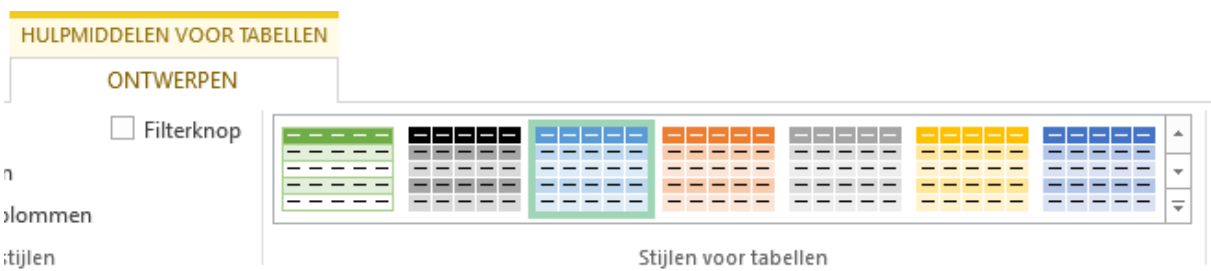 HULPMIDDELEN VOOR TABELLEN
ONTWERPEN
Filterknop
n
olommen
stijlen
Stijlen voor tabellen